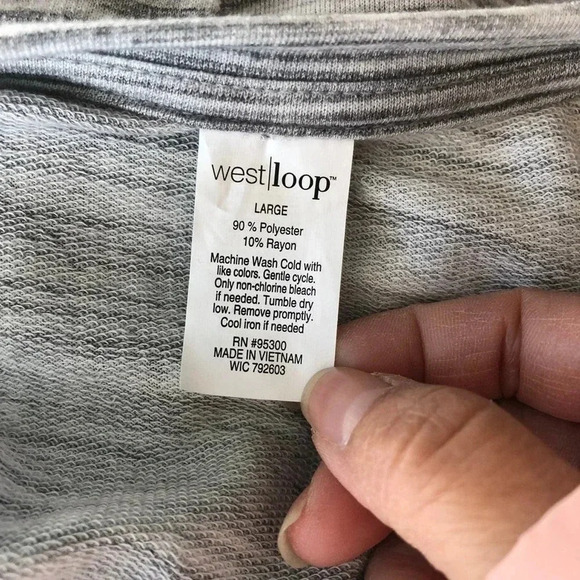 west|loop™
LARGE
90 % Polyester
10% Rayon
Machine Wash Cold with
like colors. Gentle cycle.
Only non-chlorine bleach
if needed. Tumble dry
low. Remove promptly.
Cool iron if needed
RN #95300
MADE IN VIETNAM
WIC 792603